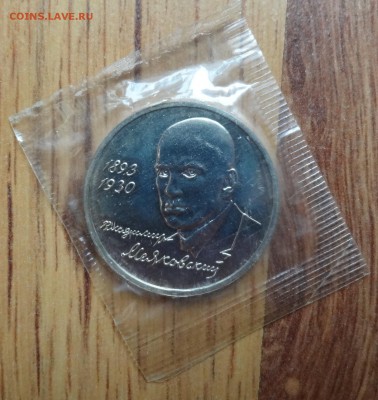 COINS.LAVE.RU
1893
1930
Владимир
Маяковский